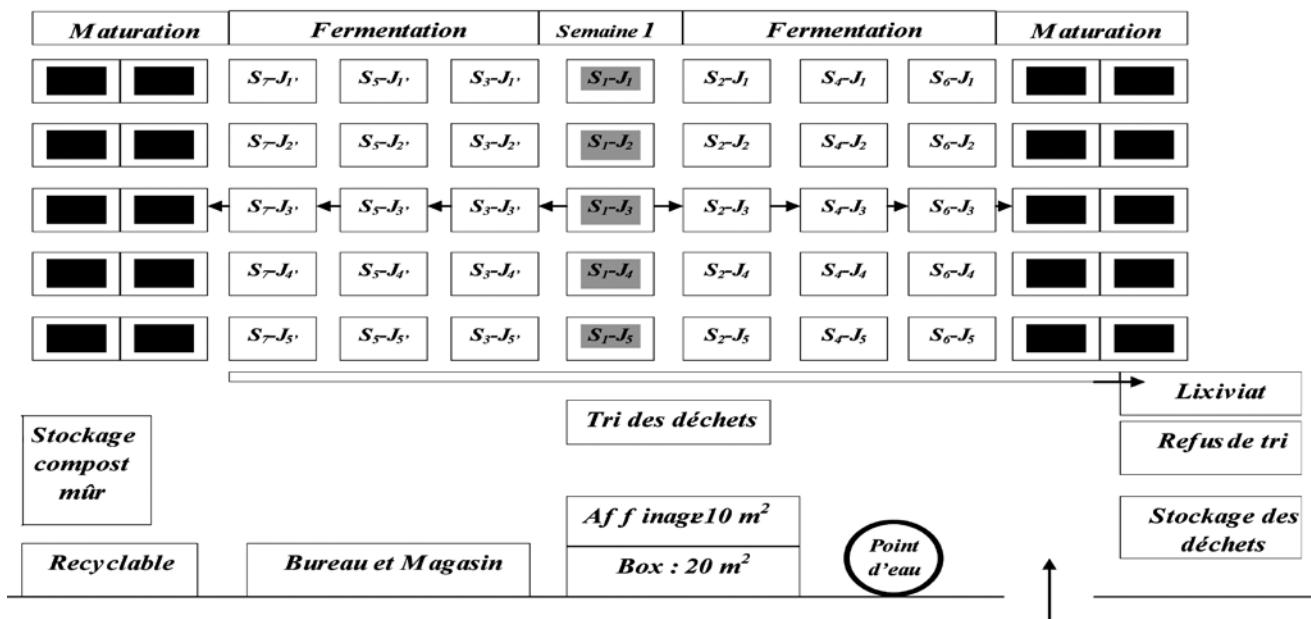 Maturation Fermentation Semaine 1 Fermentation Maturation
S7-J1' S5-J1' S3-J1' S1-J1 S2-J1 S4-J1 S6-J1
S7-J2' S5-J2' S3-J2' S1-J2 S2-J2 S4-J2 S6-J2
S7-J3' S5-J3' S3-J3' S1-J3 S2-J3 S4-J3 S6-J3
S7-J4' S5-J4' S3-J4' S1-J4 S2-J4 S4-J4 S6-J4
S7-J5' S5-J5' S3-J5' S1-J5 S2-J5 S4-J5 S6-J5
Lixiviat
Tri des déchets
Stockage
compost
mûr
Refus de tri
Affinage:10 m²
Stockage des
déchets
Recyclable
Bureau et Magasin
Box : 20 m²
Point
d'eau